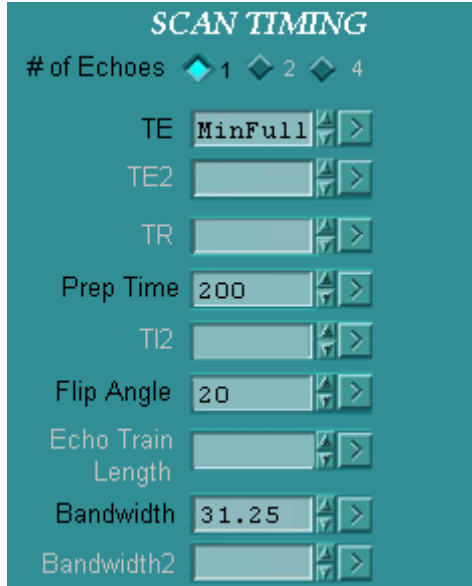 SCAN TIMING
# of Echoes 1 2 4
TE MinFull
TE2
TR
Prep Time 200
TI2
Flip Angle 20
Echo Train
Length
Bandwidth 31.25
Bandwidth2